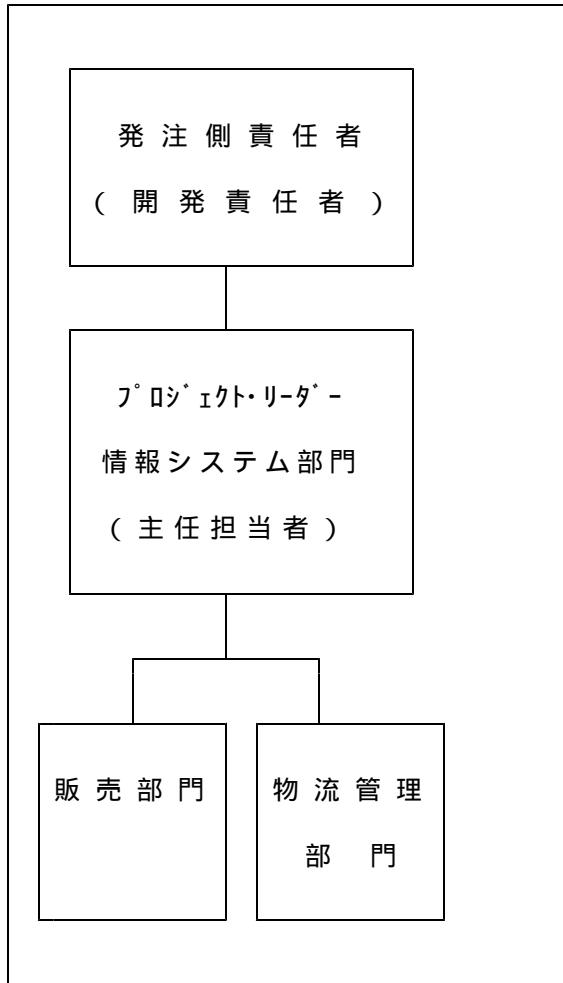 発注側責任者
(開発責任者)
プロジェクト・リーダー
情報システム部門
(主任担当者)
販売部門
物流管理
部門